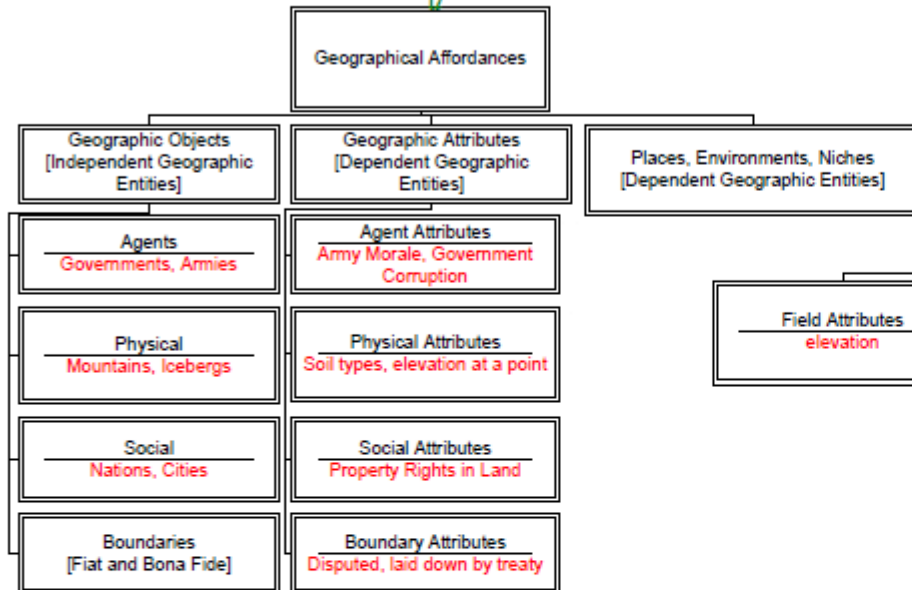 Geographical Affordances
Geographic Objects
[Independent Geographic
Entities]
Geographic Attributes
[Dependent Geographic
Entities]
Places, Environments, Niches
[Dependent Geographic Entities]
Agents
Governments, Armies
Agent Attributes
Army Morale, Government
Corruption
Physical
Mountains, Icebergs
Physical Attributes
Soil types, elevation at a point
Field Attributes
elevation
Social
Nations, Cities
Social Attributes
Property Rights in Land
Boundaries
[Fiat and Bona Fide]
Boundary Attributes
Disputed, laid down by treaty